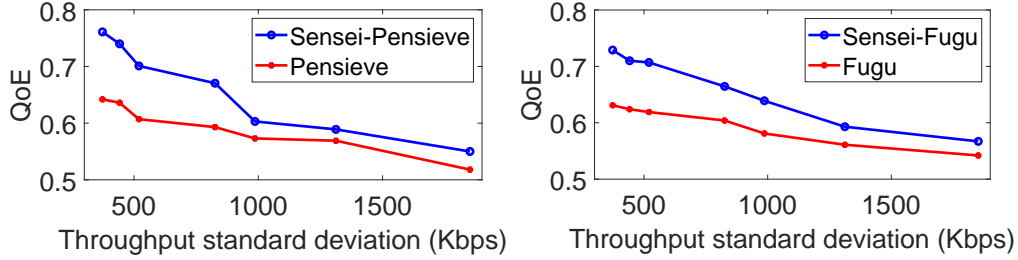 0.8
0.7
0.6
0.5
QoE
Sensei-Pensieve
Pensieve
500
1000
1500
Throughput standard deviation (Kbps)
0.8
0.7
0.6
0.5
QoE
Sensei-Fugu
Fugu
500
1000
1500
Throughput standard deviation (Kbps)